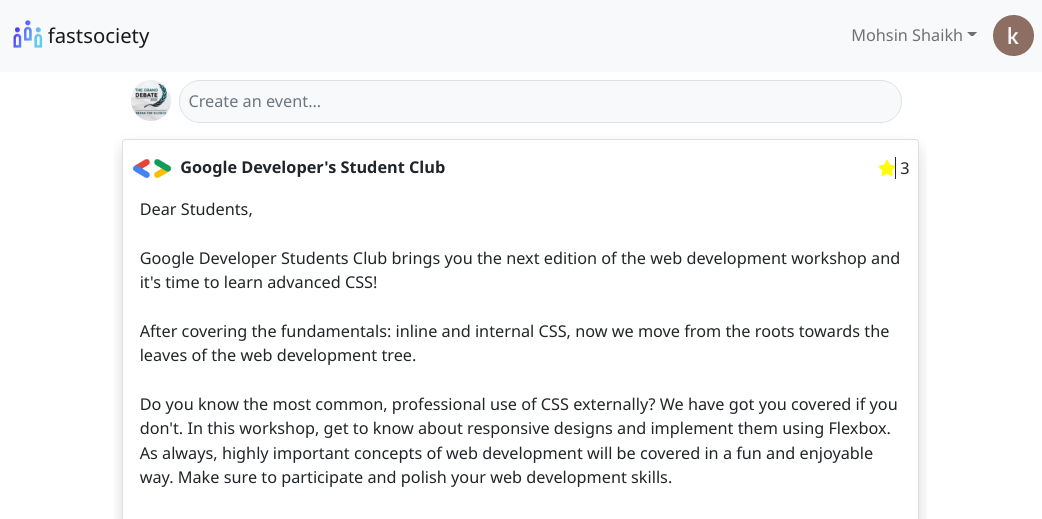 fastsociety
Mohsin Shaikh
k
THE GRAND
DEBATE
Create an event...
Google Developer's Student Club
3
Dear Students,
Google Developer Students Club brings you the next edition of the web development workshop and
it's time to learn advanced CSS!
After covering the fundamentals: inline and internal CSS, now we move from the roots towards the
leaves of the web development tree.
Do you know the most common, professional use of CSS externally? We have got you covered if you
don't. In this workshop, get to know about responsive designs and implement them using Flexbox.
As always, highly important concepts of web development will be covered in a fun and enjoyable
way. Make sure to participate and polish your web development skills.